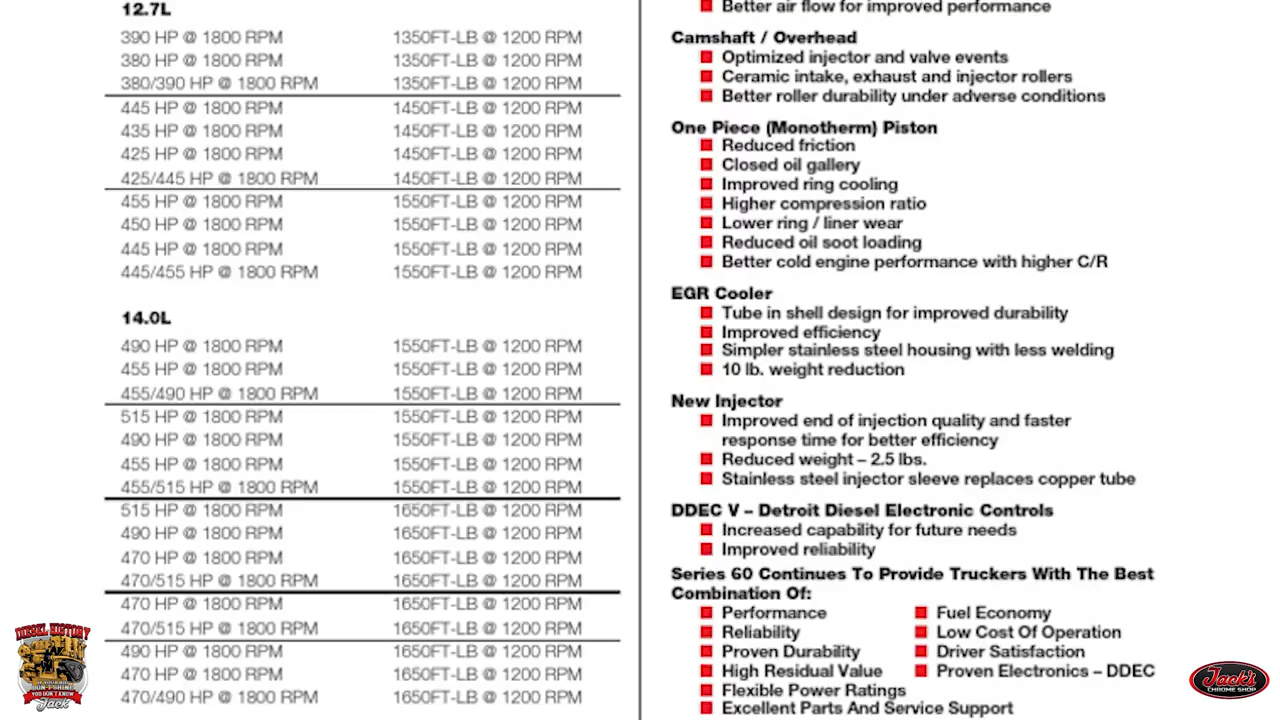 12.7L
390 HP @ 1800 RPM 1350FT-LB @ 1200 RPM
380 HP @ 1800 RPM 1350FT-LB @ 1200 RPM
380/390 HP @ 1800 RPM 1350FT-LB @ 1200 RPM
445 HP @ 1800 RPM 1450FT-LB @ 1200 RPM
435 HP @ 1800 RPM 1450FT-LB @ 1200 RPM
425 HP @ 1800 RPM 1450FT-LB @ 1200 RPM
425/445 HP @ 1800 RPM 1450FT-LB @ 1200 RPM
455 HP @ 1800 RPM 1550FT-LB @ 1200 RPM
450 HP @ 1800 RPM 1550FT-LB @ 1200 RPM
445 HP @ 1800 RPM 1550FT-LB @ 1200 RPM
445/455 HP @ 1800 RPM 1550FT-LB @ 1200 RPM
14.0L
490 HP @ 1800 RPM 1550FT-LB @ 1200 RPM
455 HP @ 1800 RPM 1550FT-LB @ 1200 RPM
455/490 HP @ 1800 RPM 1550FT-LB @ 1200 RPM
515 HP @ 1800 RPM 1550FT-LB @ 1200 RPM
490 HP @ 1800 RPM 1550FT-LB @ 1200 RPM
455 HP @ 1800 RPM 1550FT-LB @ 1200 RPM
455/515 HP @ 1800 RPM 1550FT-LB @ 1200 RPM
515 HP @ 1800 RPM 1650FT-LB @ 1200 RPM
490 HP @ 1800 RPM 1650FT-LB @ 1200 RPM
470 HP @ 1800 RPM 1650FT-LB @ 1200 RPM
470/515 HP @ 1800 RPM 1650FT-LB @ 1200 RPM
470 HP @ 1800 RPM 1650FT-LB @ 1200 RPM
470/515 HP @ 1800 RPM 1650FT-LB @ 1200 RPM
490 HP @ 1800 RPM 1650FT-LB @ 1200 RPM
470 HP @ 1800 RPM 1650FT-LB @ 1200 RPM
470/490 HP @ 1800 RPM 1650FT-LB @ 1200 RPM
Better air flow for improved performance
Camshaft / Overhead
Optimized injector and valve events
Ceramic intake, exhaust and injector rollers
Better roller durability under adverse conditions
One Piece (Monotherm) Piston
Reduced friction
Closed oil gallery
Improved ring cooling
Higher compression ratio
Lower ring / liner wear
Reduced oil soot loading
Better cold engine performance with higher C/R
EGR Cooler
Tube in shell design for improved durability
Improved efficiency
Simpler stainless steel housing with less welding
10 lb. weight reduction
New Injector
Improved end of injection quality and faster
response time for better efficiency
Reduced weight – 2.5 lbs.
Stainless steel injector sleeve replaces copper tube
DDEC V – Detroit Diesel Electronic Controls
Increased capability for future needs
Improved reliability
Series 60 Continues To Provide Truckers With The Best
Combination Of:
Performance Fuel Economy
Reliability Low Cost Of Operation
Proven Durability Driver Satisfaction
High Residual Value Proven Electronics – DDEC
Flexible Power Ratings
Excellent Parts And Service Support
DIESEL HISTORY
YOU DON'T KNOW
Jack
Jack's
CHROME SHOP